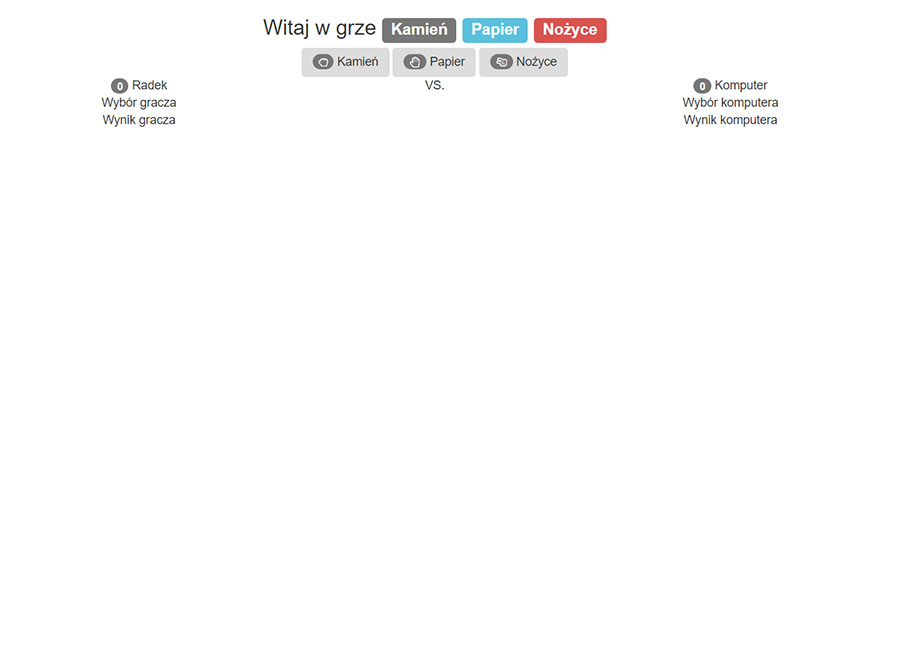 Witaj w grze Kamień Papier Nożyce
Kamień Papier Nożyce
0 Radek VS. 0 Komputer
Wybór gracza Wybór komputera
Wynik gracza Wynik komputera